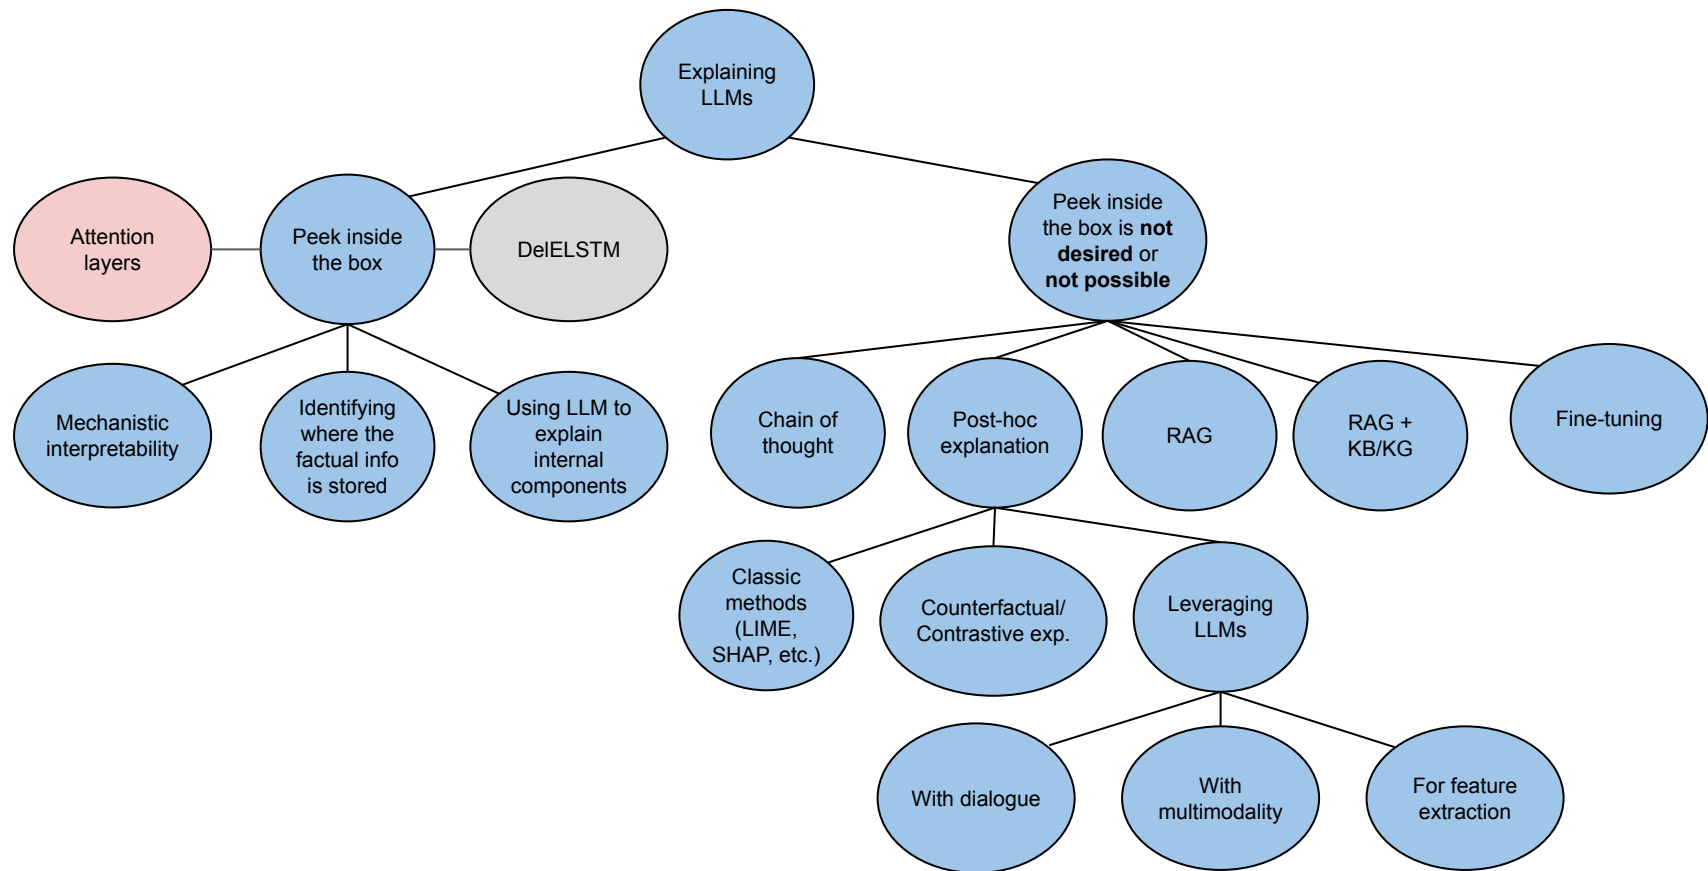 Explaining
LLMs
Attention
layers
Peek inside
the box
DelELSTM
Peek inside
the box is not
desired or
not possible
Mechanistic
interpretability
Identifying
where the
factual info
is stored
Using LLM to
explain
internal
components
Chain of
thought
Post-hoc
explanation
RAG
RAG +
KB/KG
Fine-tuning
Classic
methods
(LIME,
SHAP, etc.)
Counterfactual/
Contrastive exp.
Leveraging
LLMs
With dialogue
With
multimodality
For feature
extraction